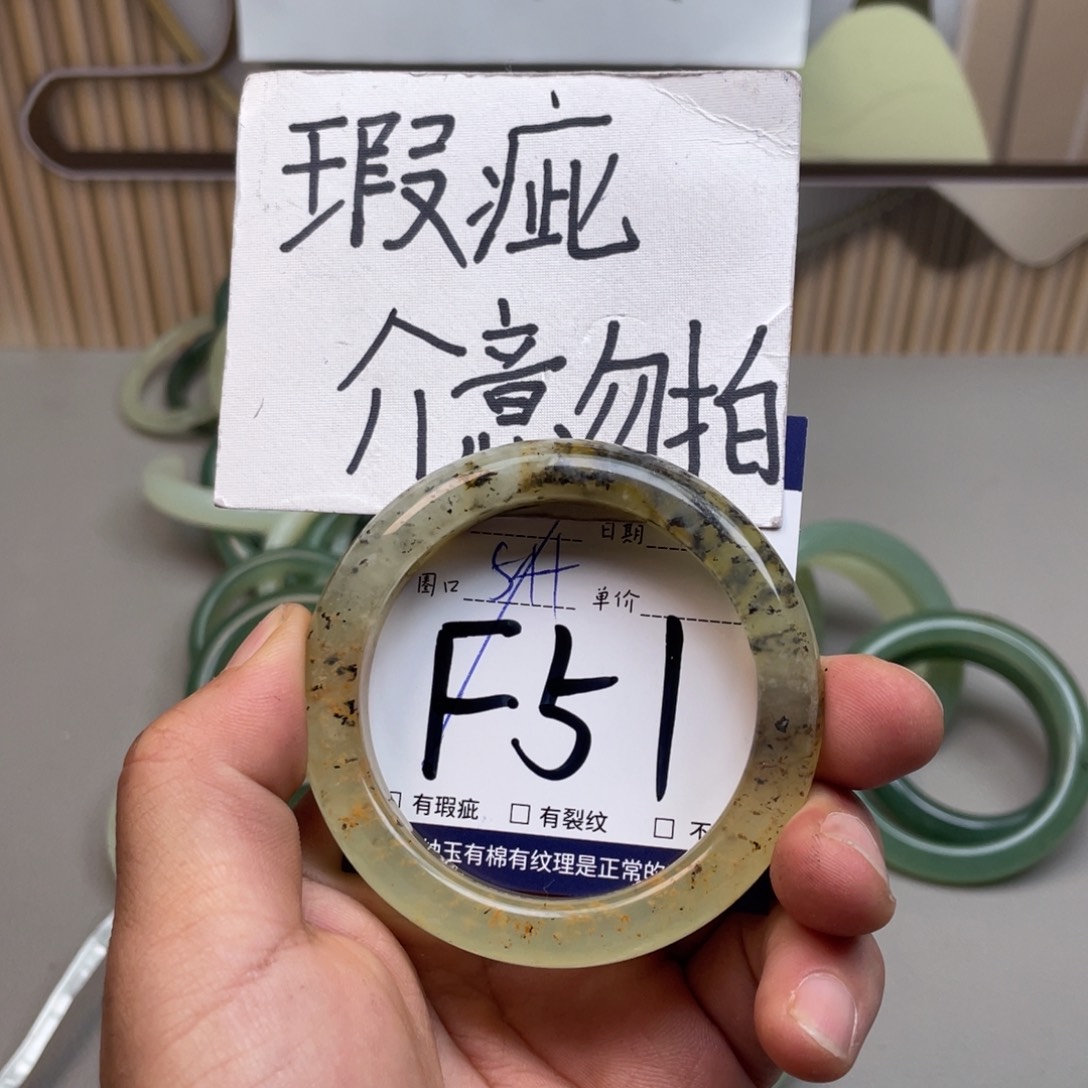 瑕疵
介意勿拍
日期
圈口 单价
F51
□ 有瑕疵 □ 有裂纹 □ 不
玉有棉有纹理是正常的